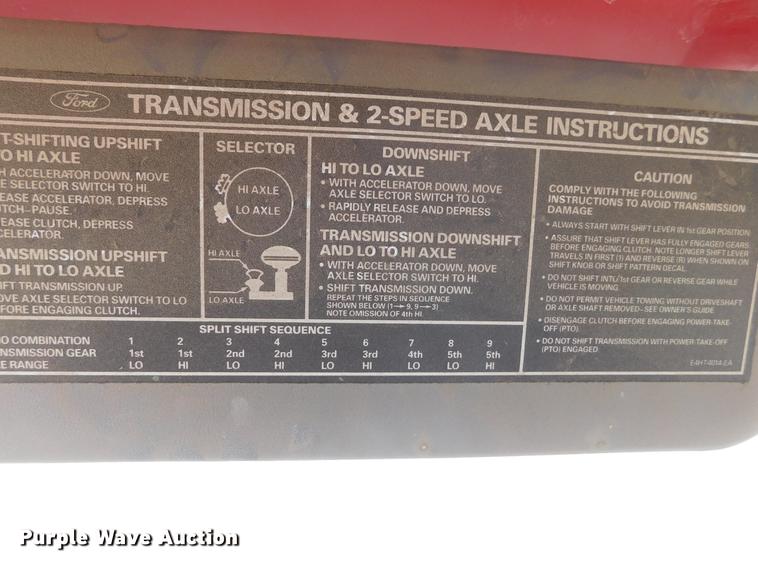 Ford TRANSMISSION & 2-SPEED AXLE INSTRUCTIONS
T-SHIFTING UPSHIFT
TO HI AXLE
WITH ACCELERATOR DOWN, MOVE
SELECTOR SWITCH TO HI.
EASE ACCELERATOR, DEPRESS
TCH-PAUSE.
EASE CLUTCH, DEPRESS
CELERATOR.
ANSMISSION UPSHIFT
D HI TO LO AXLE
IFT TRANSMISSION UP.
OVE AXLE SELECTOR SWITCH TO LO
EFORE ENGAGING CLUTCH.
SELECTOR
HI AXLE
LO AXLE
HI AXLE
LO AXLE
DOWNSHIFT
HI TO LO AXLE
• WITH ACCELERATOR DOWN, MOVE
AXLE SELECTOR SWITCH TO LO.
• RAPIDLY RELEASE AND DEPRESS
ACCELERATOR.
TRANSMISSION DOWNSHIFT
AND LO TO HI AXLE
• WITH ACCELERATOR DOWN, MOVE
AXLE SELECTOR SWITCH TO HI.
• SHIFT TRANSMISSION DOWN.
REPEAT THE STEPS IN SEQUENCE
SHOWN BELOW (1→9, 9→3)
NOTE OMISSION OF 4th HI
CAUTION
COMPLY WITH THE FOLLOWING
INSTRUCTIONS TO AVOID TRANSMISSION
DAMAGE
• ALWAYS START WITH SHIFT LEVER IN 1st GEAR POSITION.
• ASSURE THAT SHIFT LEVER HAS FULLY ENGAGED GEARS
BEFORE ENGAGING CLUTCH. NOTE LONGER SHIFT LEVER
TRAVELS IN FIRST (1) AND REVERSE (R) WHEN SHOWN ON
SHIFT KNOB OR SHIFT PATTERN DECAL.
• DO NOT SHIFT INTO 1st GEAR OR REVERSE GEAR WHILE
VEHICLE IS MOVING
• DO NOT PERMIT VEHICLE TOWING WITHOUT DRIVESHAFT
OR AXLE SHAFT REMOVED-SEE OWNER'S GUIDE
• DISENGAGE CLUTCH BEFORE ENGAGING POWER-TAKE-
OFF (PTO).
• DO NOT SHIFT TRANSMISSION WITH POWER-TAKE-OFF
(PTO) ENGAGED.
E4HT-9014-EA
SPLIT SHIFT SEQUENCE
O COMBINATION 1 2 3 4 5 6 7 8 9
NSMISSION GEAR 1st 1st 2nd 2nd 3rd 3rd 4th 5th 5th
E RANGE LO HI LO HI LO HI LO LO HI
Purple Wave Auction